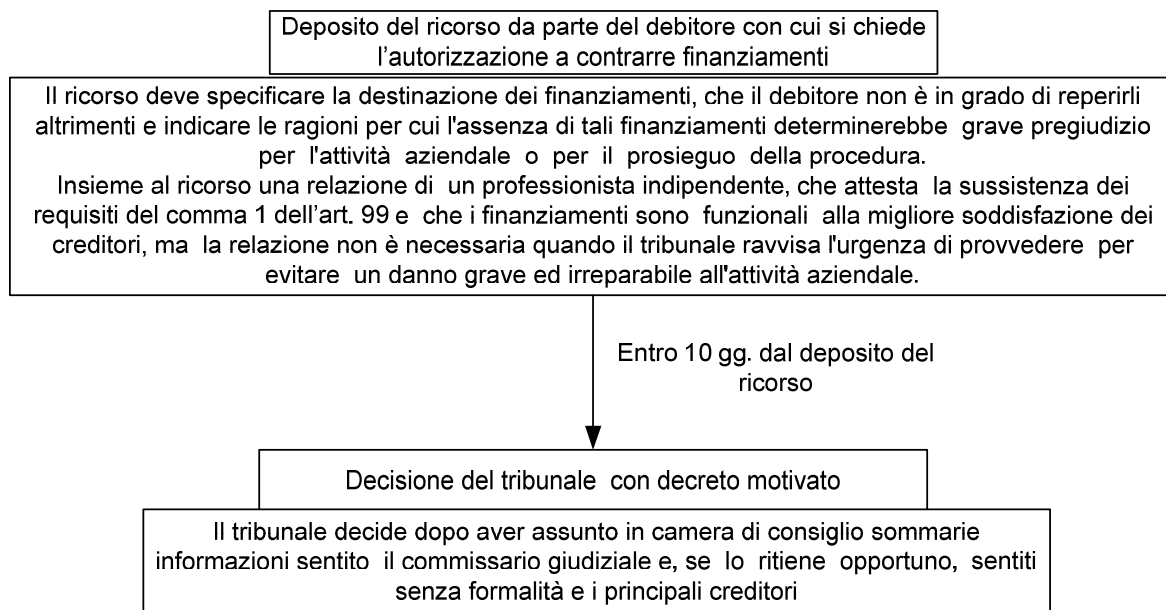 Deposito del ricorso da parte del debitore con cui si chiede
l'autorizzazione a contrarre finanziamenti
Il ricorso deve specificare la destinazione dei finanziamenti, che il debitore non è in grado di reperirli
altrimenti e indicare le ragioni per cui l'assenza di tali finanziamenti determinerebbe grave pregiudizio
per l'attività aziendale o per il prosieguo della procedura.
Insieme al ricorso una relazione di un professionista indipendente, che attesta la sussistenza dei
requisiti del comma 1 dell'art. 99 e che i finanziamenti sono funzionali alla migliore soddisfazione dei
creditori, ma la relazione non è necessaria quando il tribunale ravvisa l'urgenza di provvedere per
evitare un danno grave ed irreparabile all'attività aziendale.
Entro 10 gg. dal deposito del
ricorso
Decisione del tribunale con decreto motivato
Il tribunale decide dopo aver assunto in camera di consiglio sommarie
informazioni sentito il commissario giudiziale e, se lo ritiene opportuno, sentiti
senza formalità e i principali creditori